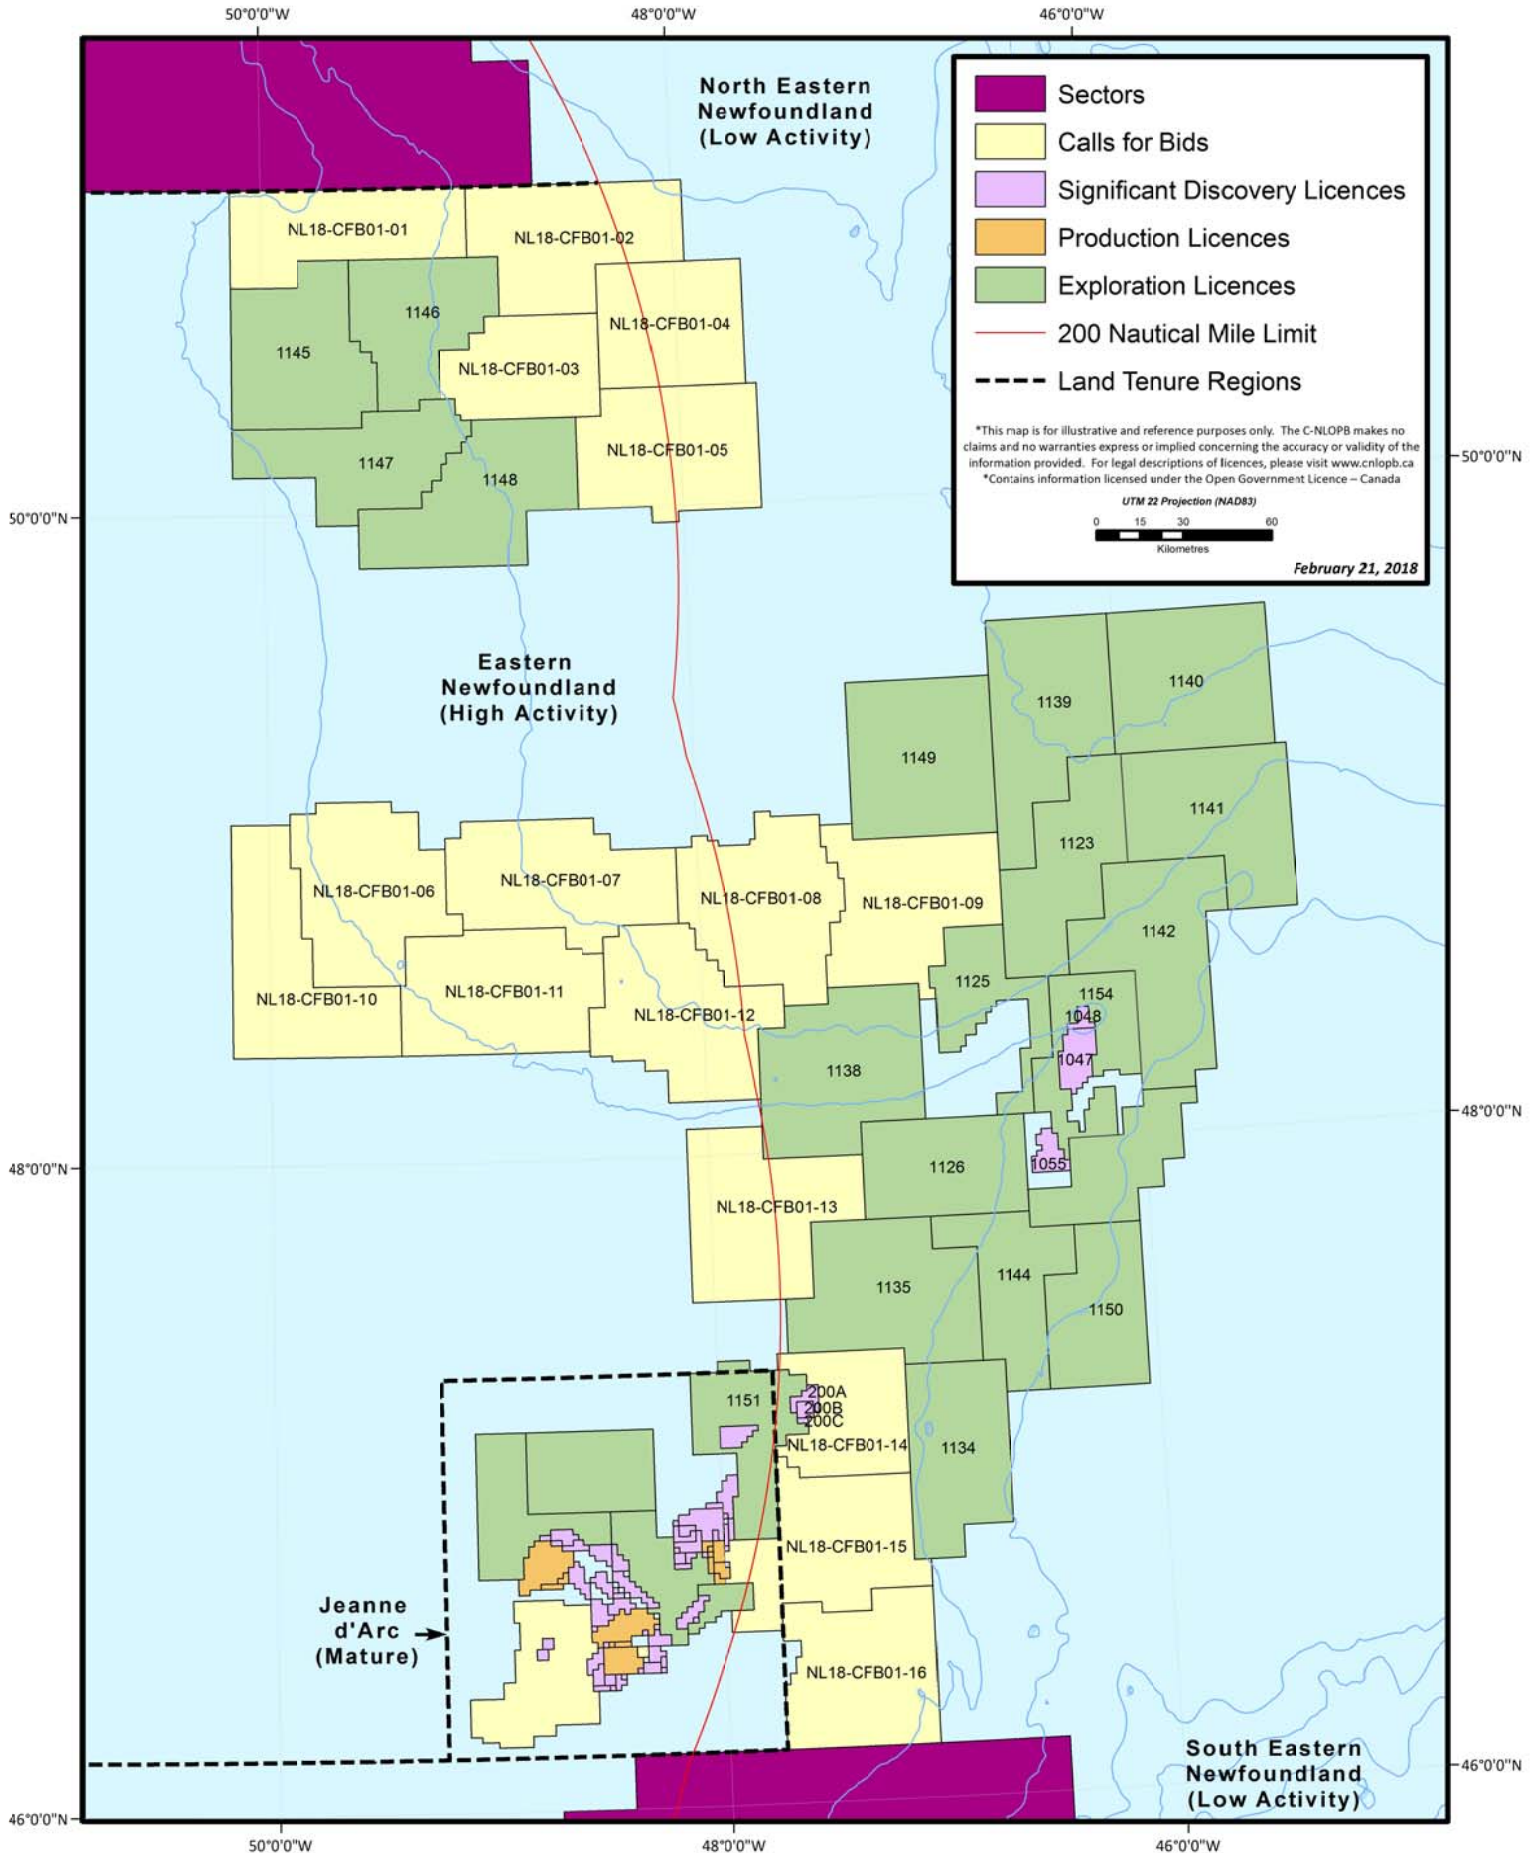 50°0'0"W
48°0'0"W
46°0'0"W
North Eastern
Newfoundland
(Low Activity)
Sectors
Calls for Bids
Significant Discovery Licences
Production Licences
Exploration Licences
200 Nautical Mile Limit
Land Tenure Regions
*This map is for illustrative and reference purposes only. The C-NLOPB makes no
claims and no warranties express or implied concerning the accuracy or validity of the
information provided. For legal descriptions of licences, please visit www.cnlopb.ca
*Contains information licensed under the Open Government Licence – Canada
UTM 22 Projection (NAD83)
0 15 30 60
Kilometres
February 21, 2018
NL18-CFB01-01
NL18-CFB01-02
1146
NL18-CFB01-04
1145
NL18-CFB01-03
NL18-CFB01-05
1147
1148
50°0'0"N
50°0'0"N
Eastern
Newfoundland
(High Activity)
1139
1140
1149
1141
1123
NL18-CFB01-06
NL18-CFB01-07
NL18-CFB01-08
NL18-CFB01-09
1142
1125
NL18-CFB01-10
NL18-CFB01-11
NL18-CFB01-12
1154
1048
1047
1138
48°0'0"N
48°0'0"N
1126
1055
NL18-CFB01-13
1135
1144
1150
1151
200A
200B
200C
NL18-CFB01-14
1134
NL18-CFB01-15
Jeanne
d'Arc
(Mature)
NL18-CFB01-16
South Eastern
Newfoundland
(Low Activity)
46°0'0"N
46°0'0"N
50°0'0"W
48°0'0"W
46°0'0"W